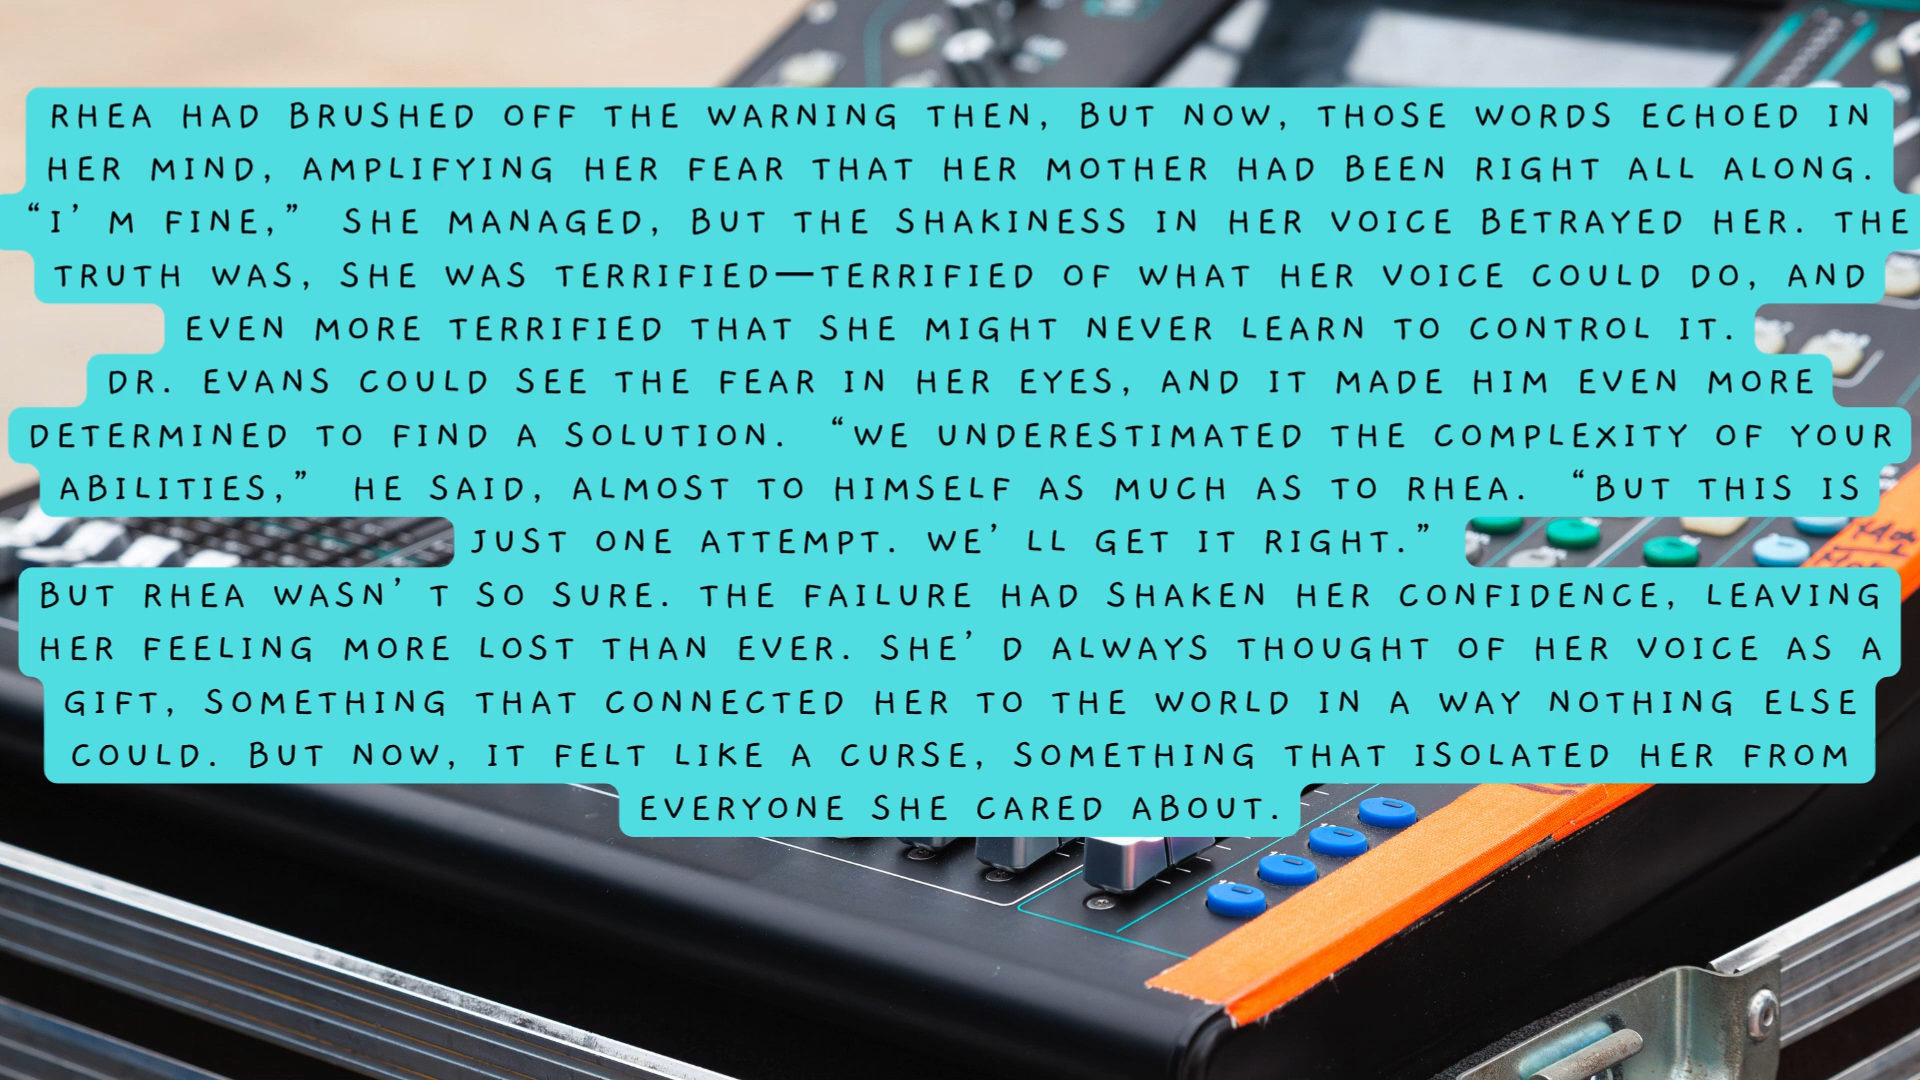 RHEA HAD BRUSHED OFF THE WARNING THEN, BUT NOW, THOSE WORDS ECHOED IN
HER MIND, AMPLIFYING HER FEAR THAT HER MOTHER HAD BEEN RIGHT ALL ALONG.
“I’ M FINE,” SHE MANAGED, BUT THE SHAKINESS IN HER VOICE BETRAYED HER. THE
TRUTH WAS, SHE WAS TERRIFIED—TERRIFIED OF WHAT HER VOICE COULD DO, AND
EVEN MORE TERRIFIED THAT SHE MIGHT NEVER LEARN TO CONTROL IT.
DR. EVANS COULD SEE THE FEAR IN HER EYES, AND IT MADE HIM EVEN MORE
DETERMINED TO FIND A SOLUTION. “WE UNDERESTIMATED THE COMPLEXITY OF YOUR
ABILITIES,” HE SAID, ALMOST TO HIMSELF AS MUCH AS TO RHEA. “BUT THIS IS
JUST ONE ATTEMPT. WE’ LL GET IT RIGHT.”
BUT RHEA WASN’ T SO SURE. THE FAILURE HAD SHAKEN HER CONFIDENCE, LEAVING
HER FEELING MORE LOST THAN EVER. SHE’ D ALWAYS THOUGHT OF HER VOICE AS A
GIFT, SOMETHING THAT CONNECTED HER TO THE WORLD IN A WAY NOTHING ELSE
COULD. BUT NOW, IT FELT LIKE A CURSE, SOMETHING THAT ISOLATED HER FROM
EVERYONE SHE CARED ABOUT.